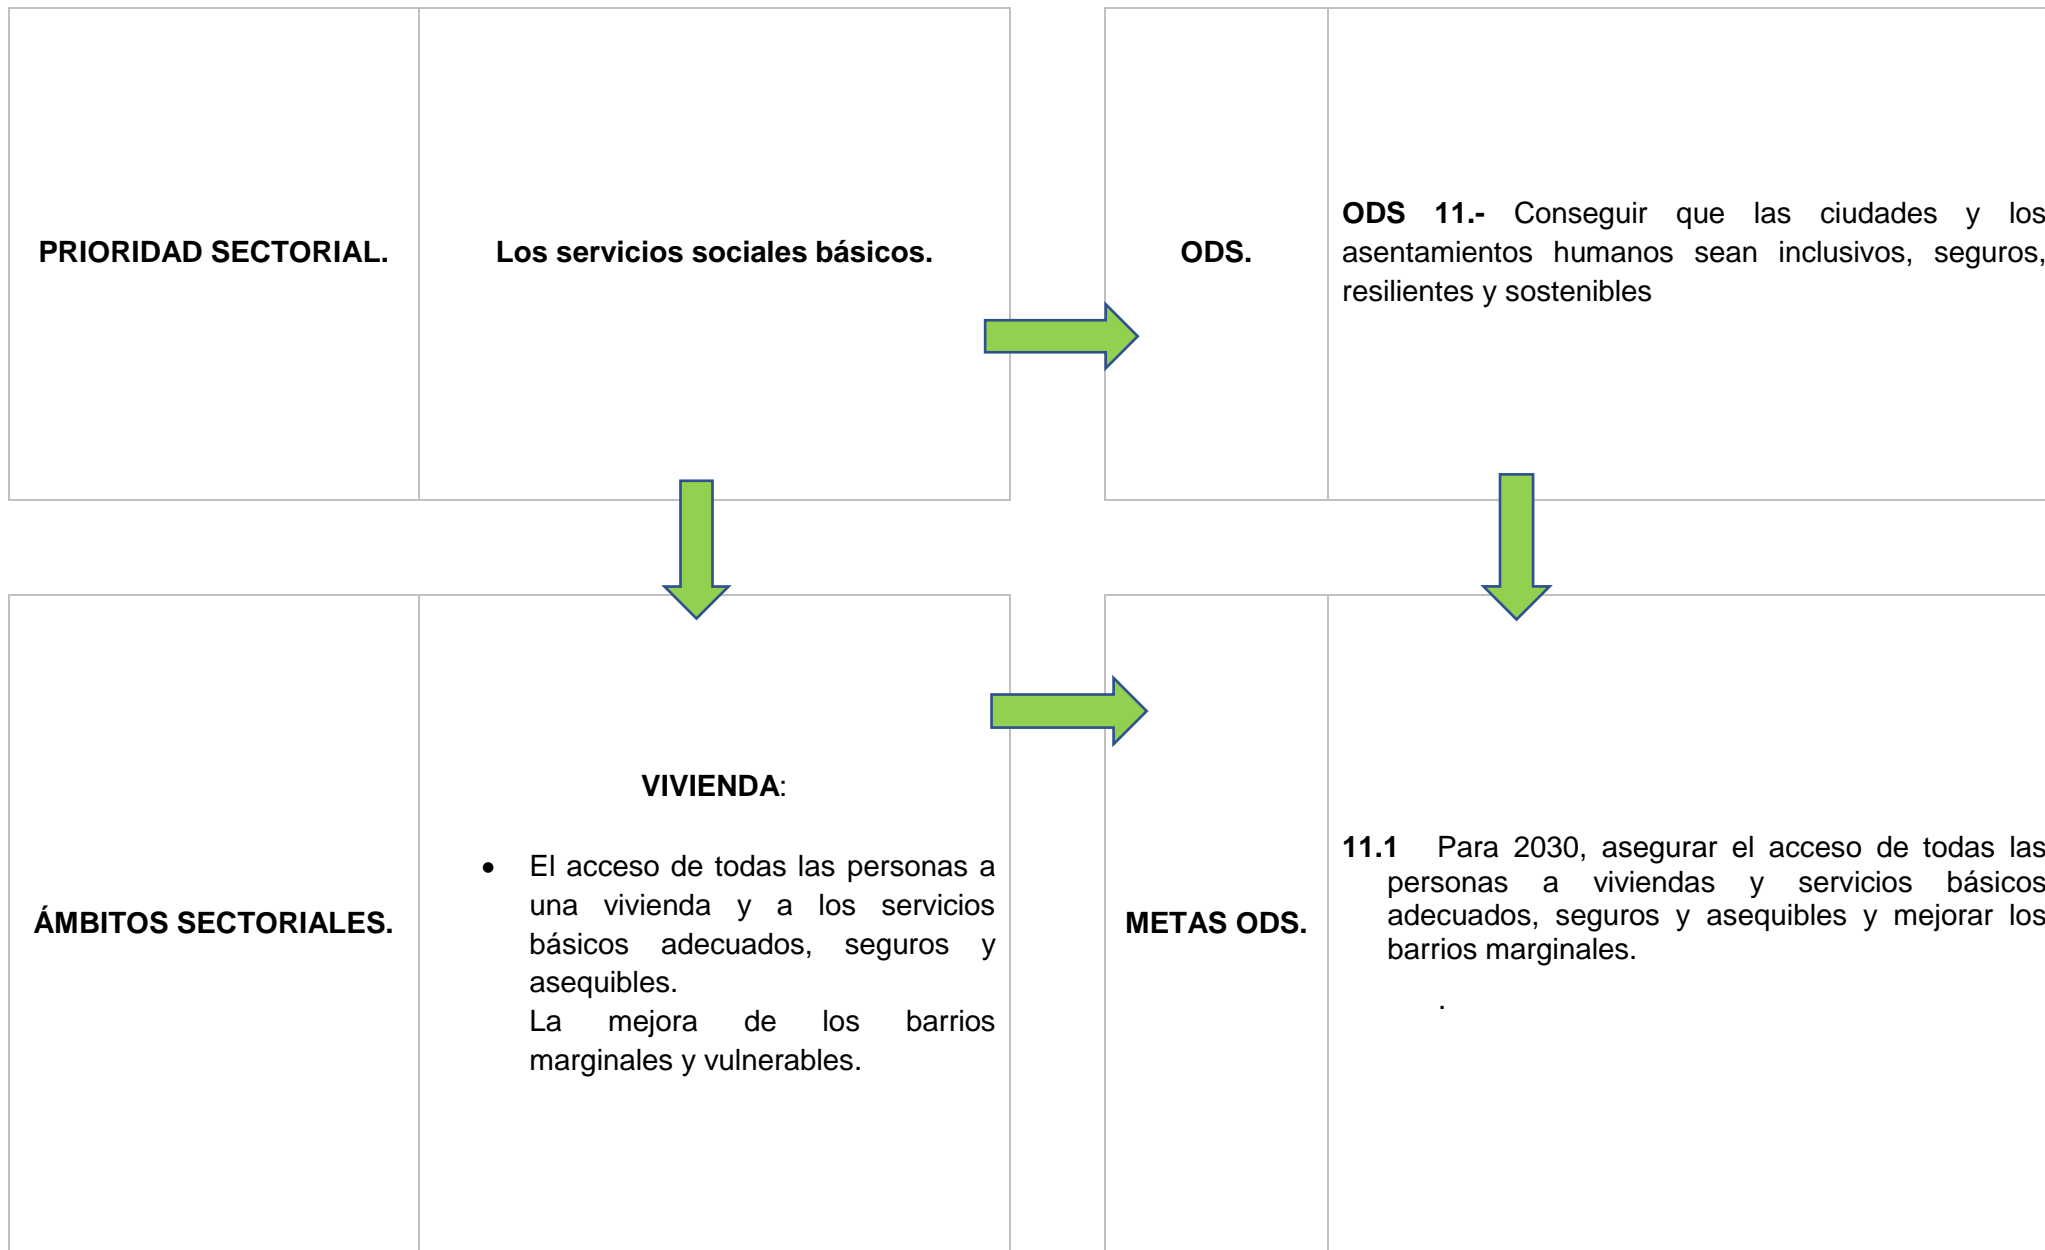 PRIORIDAD SECTORIAL.
Los servicios sociales básicos.
ODS.
ODS 11.- Conseguir que las ciudades y los
asentamientos humanos sean inclusivos, seguros,
resilientes y sostenibles
ÁMBITOS SECTORIALES.
VIVIENDA:
• El acceso de todas las personas a
una vivienda y a los servicios
básicos adecuados, seguros y
asequibles.
La mejora de los barrios
marginales y vulnerables.
METAS ODS.
11.1 Para 2030, asegurar el acceso de todas las
personas a viviendas y servicios básicos
adecuados, seguros y asequibles y mejorar los
barrios marginales.
.